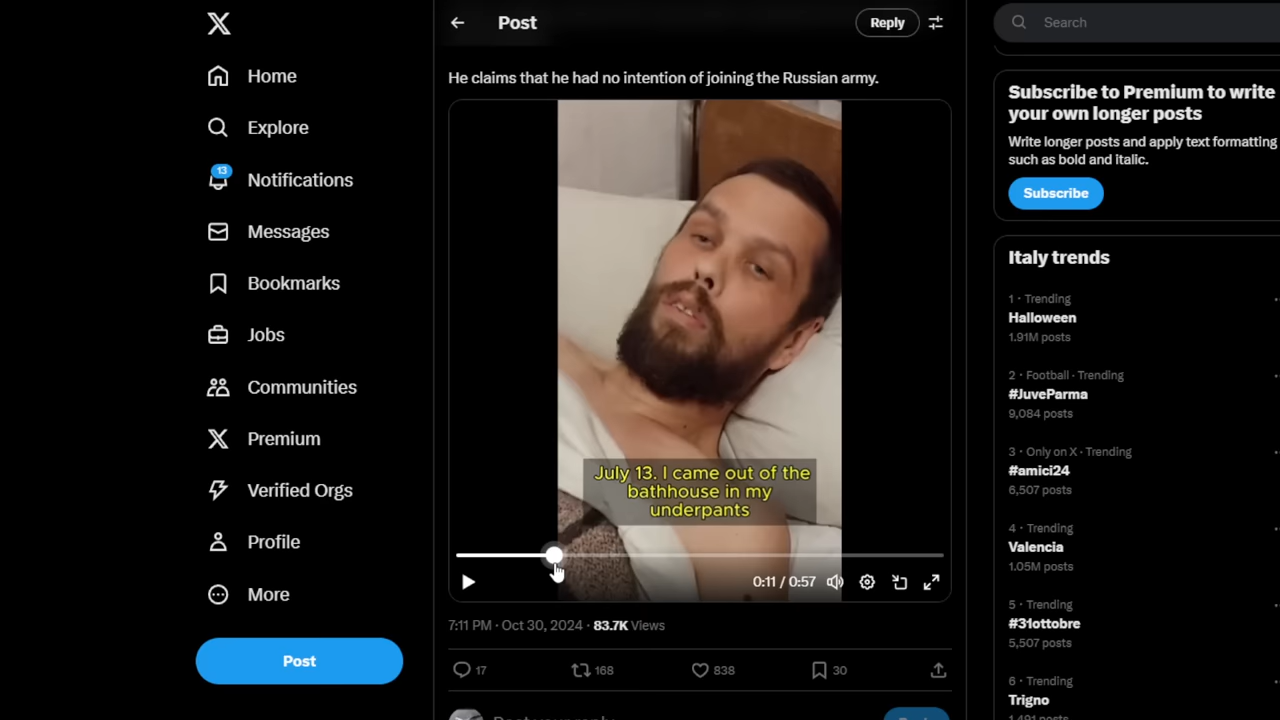 Post
Reply
Search
Home
Explore
13
Notifications
Messages
Bookmarks
Jobs
Communities
Premium
Verified Orgs
Profile
More
Post
He claims that he had no intention of joining the Russian army.
July 13. I came out of the
bathhouse in my
underpants
0:11 / 0:57
7:11 PM · Oct 30, 2024 · 83.7K Views
17
168
838
30
Subscribe to Premium to write
your own longer posts
Write longer posts and apply text formatting
such as bold and italic.
Subscribe
Italy trends
1 · Trending
Halloween
1.91M posts
2 · Football · Trending
#JuveParma
9,084 posts
3 · Only on X · Trending
#amici24
6,507 posts
4 · Trending
Valencia
1.05M posts
5 · Trending
#31ottobre
5,507 posts
6 · Trending
Trigno